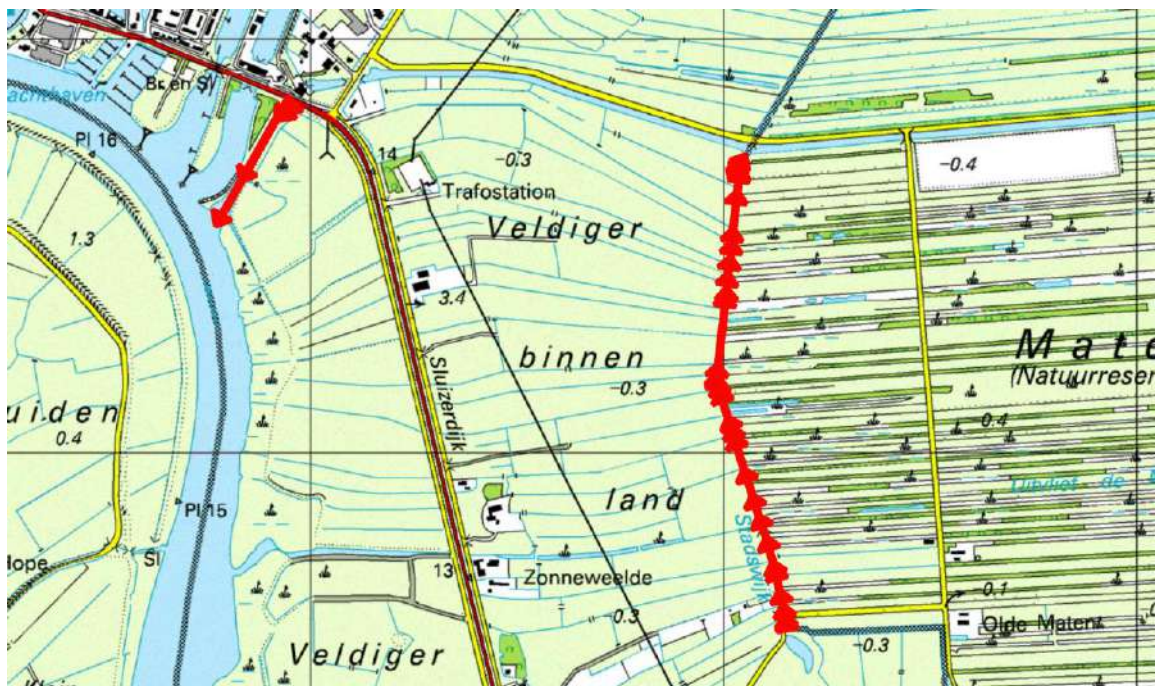 achthaven
Br. en Sl
Pl 16
14
-0.3
-0.4
Trafostation
Veldiger
1.3
3.4
binnen
Mate
-0.3
(Natuurreser
Sluizerdijk
uiden
0.4
-0.4
land
Pl 15
Stadswijk
Sl
Hope
13
Zonneweelde
-0.1
-0.3
Olde Maten
Veldiger
-0.3